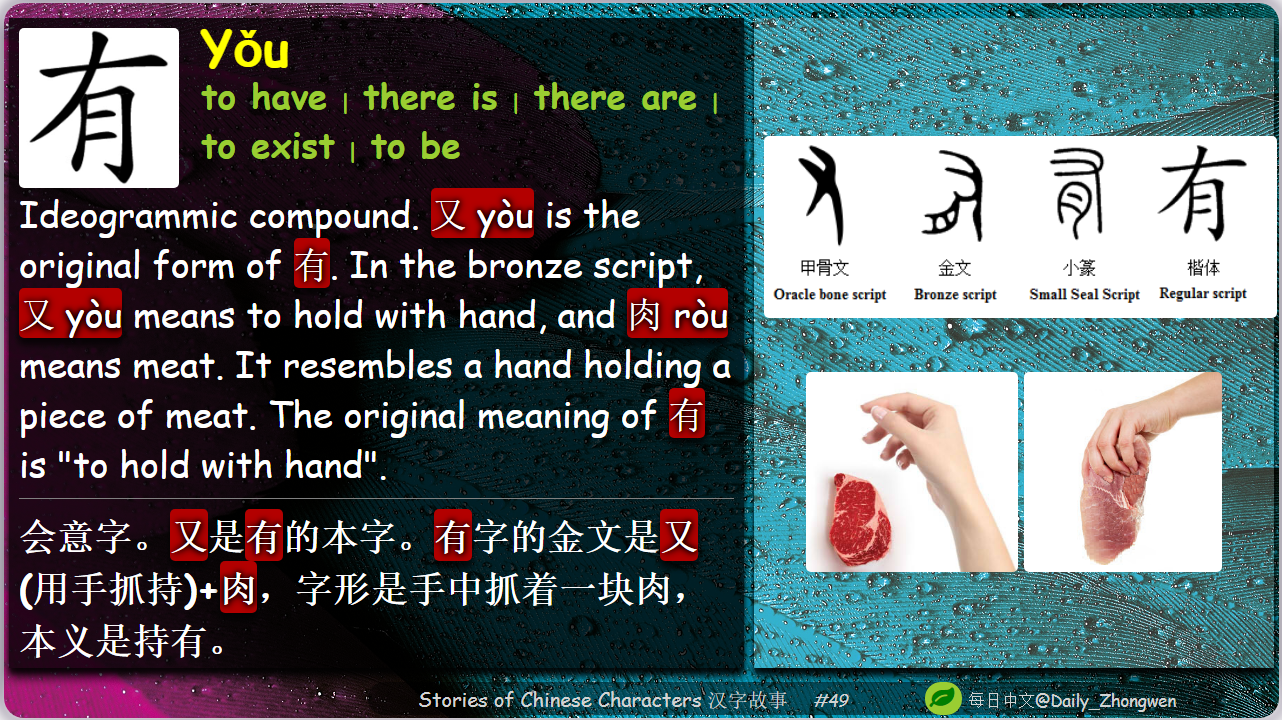 有
Yǒu
to have | there is | there are |
to exist | to be
Ideogrammic compound. 又 yòu is the
original form of 有. In the bronze script,
又 yòu means to hold with hand, and 肉 ròu
means meat. It resembles a hand holding a
piece of meat. The original meaning of 有
is "to hold with hand".
会意字。又是有的本字。有字的金文是又
(用手抓持)+肉，字形是手中抓着一块肉，
本义是持有。
有
甲骨文 金文 小篆 楷体
Oracle bone script Bronze script Small Seal Script Regular script
Stories of Chinese Characters 汉字故事 #49 每日中文@Daily_Zhongwen